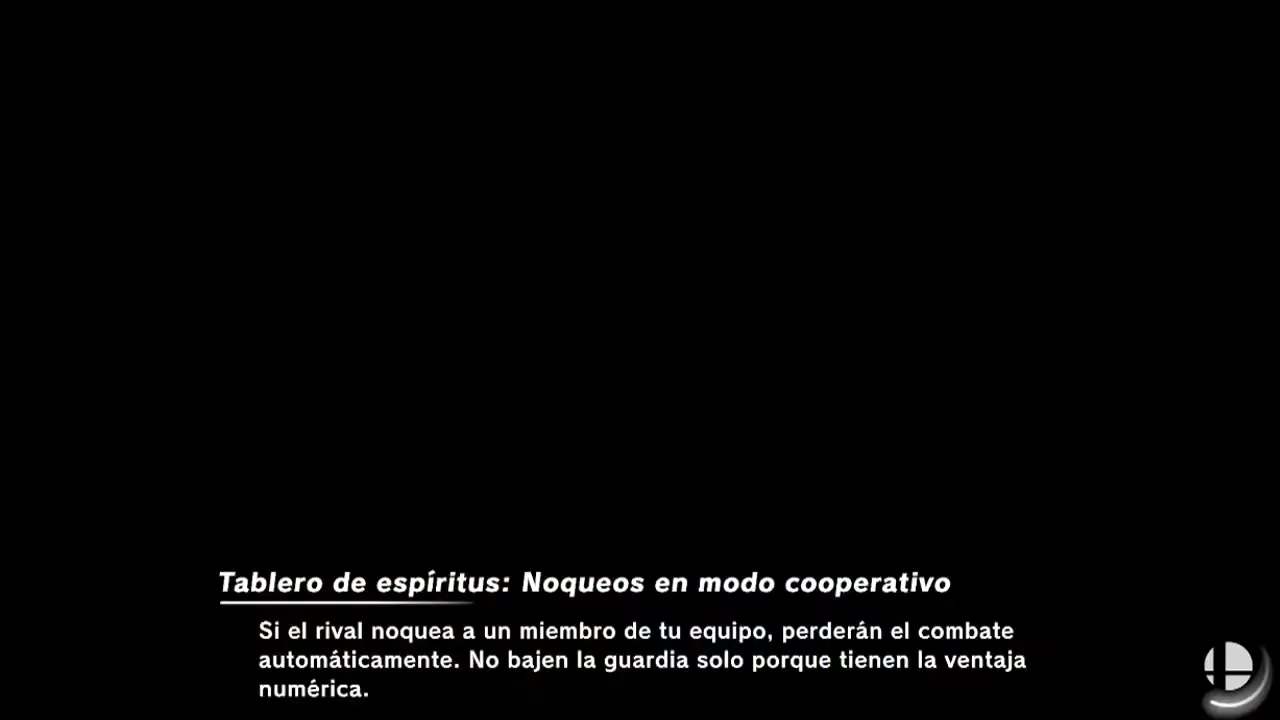 Tablero de espíritus: Noqueos en modo cooperativo
Si el rival noquea a un miembro de tu equipo, perderán el combate
automáticamente. No bajen la guardia solo porque tienen la ventaja
numérica.